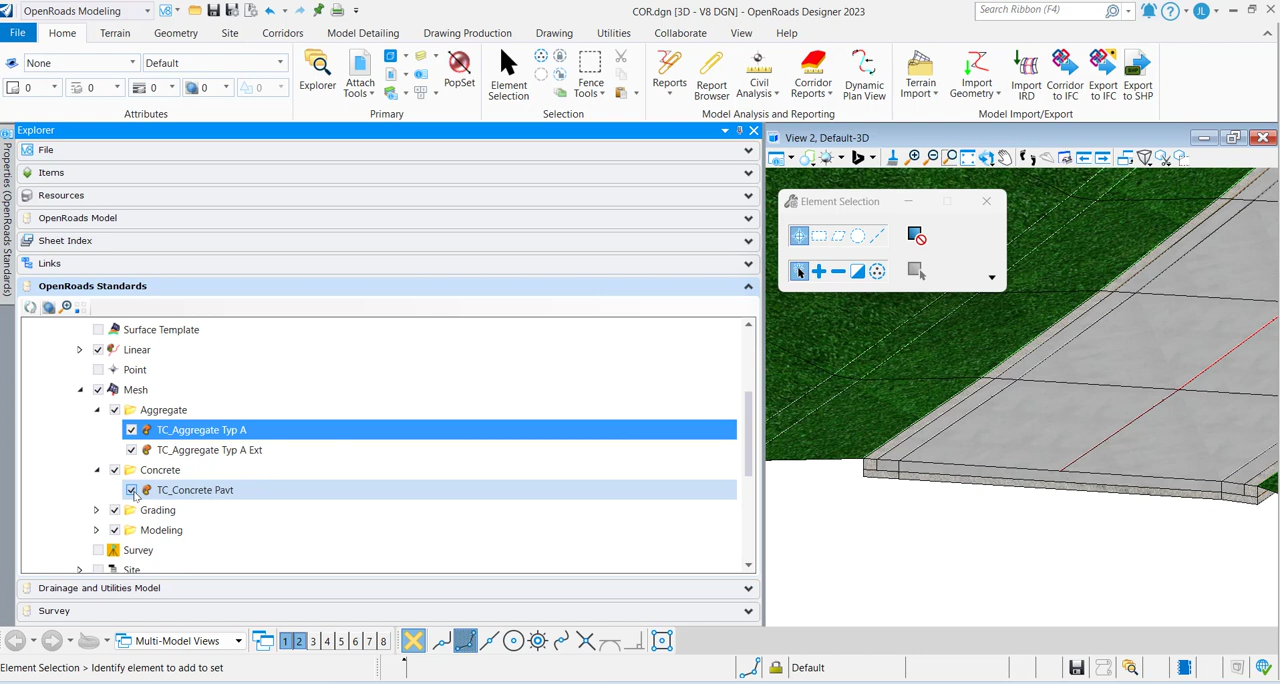 OpenRoads Modeling
COR.dgn [3D - V8 DGN] - OpenRoads Designer 2023
Search Ribbon (F4)
JL
File Home Terrain Geometry Site Corridors Model Detailing Drawing Production Drawing Utilities Collaborate View Help
None Default
0 0 0 0 0
Explorer Attach Tools PopSet Element Selection Fence Tools Reports Report Browser Civil Analysis Corridor Reports Dynamic Plan View Terrain Import Import Geometry Import IRD Corridor to IFC Export to IFC Export to SHP
Attributes Primary Selection Model Analysis and Reporting Model Import/Export
Explorer
View 2, Default-3D
Properties (OpenRoads Standards)
File
Items
Resources
OpenRoads Model
Sheet Index
Links
OpenRoads Standards
Element Selection
Surface Template
Linear
Point
Mesh
Aggregate
TC_Aggregate Typ A
TC_Aggregate Typ A Ext
Concrete
TC_Concrete Pavt
Grading
Modeling
Survey
Site
Drainage and Utilities Model
Survey
Multi-Model Views 1 2 3 4 5 6 7 8
Element Selection > Identify element to add to set
Default